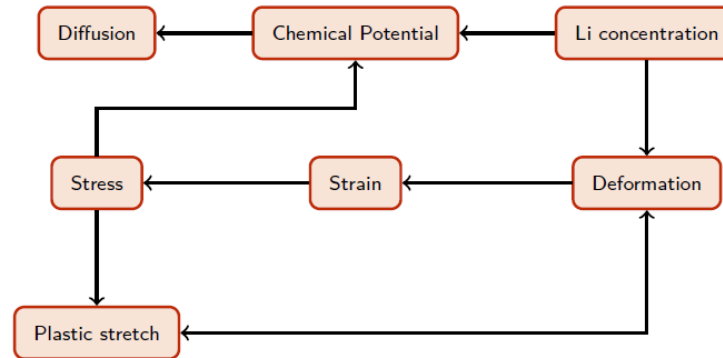 Diffusion
Chemical Potential
Li concentration
Stress
Strain
Deformation
Plastic stretch